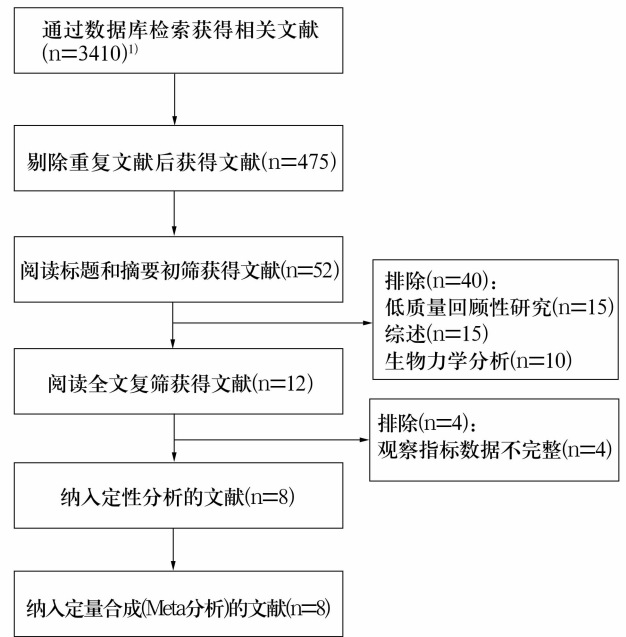 通过数据库检索获得相关文献
(n=3410)1)
剔除重复文献后获得文献(n=475)
阅读标题和摘要初筛获得文献(n=52)
排除(n=40)：
低质量回顾性研究(n=15)
综述(n=15)
生物力学分析(n=10)
阅读全文复筛获得文献(n=12)
排除(n=4)：
观察指标数据不完整(n=4)
纳入定性分析的文献(n=8)
纳入定量合成(Meta分析)的文献(n=8)